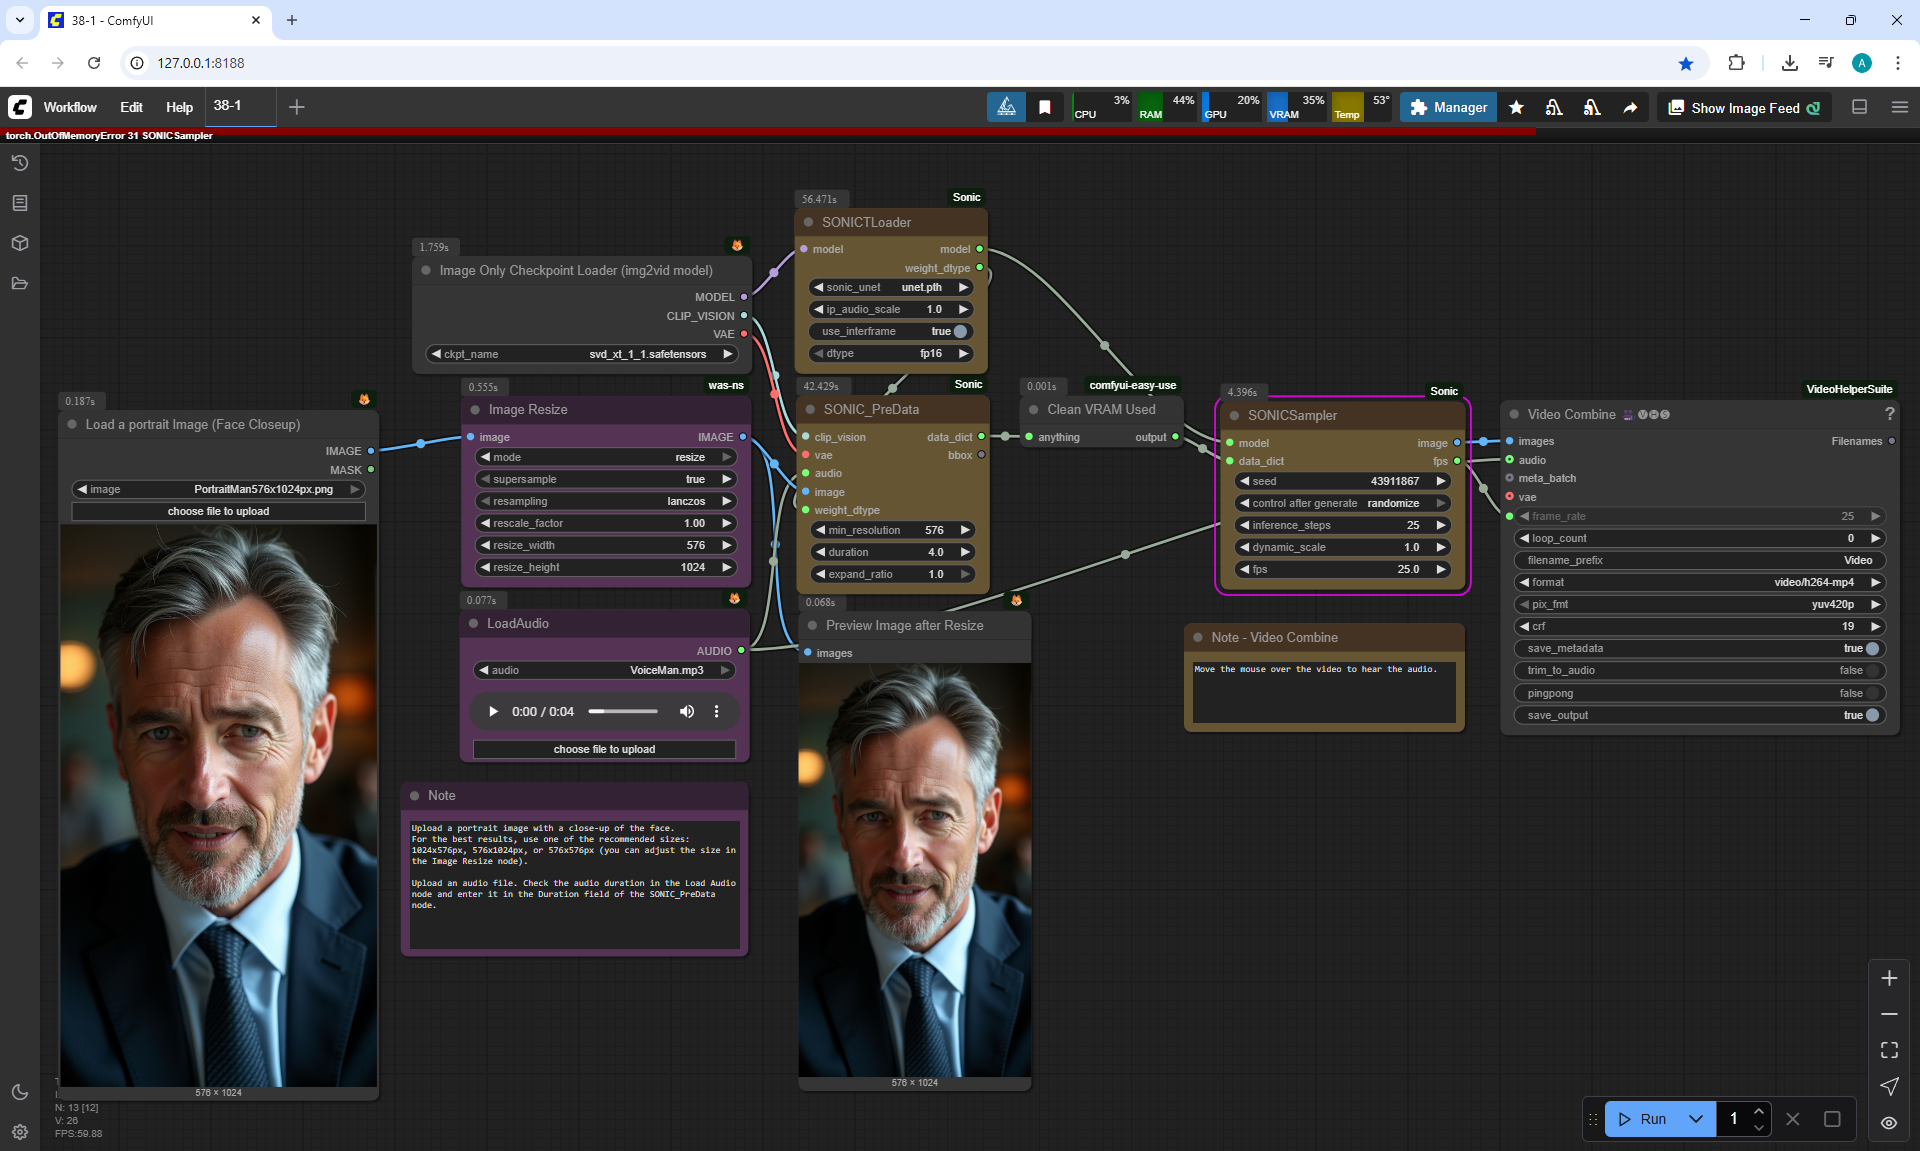 38-1 - ComfyUI
127.0.0.1:8188
A
Workflow
Edit
Help
38-1
CPU 3%
RAM 44%
GPU 20%
VRAM 35%
Temp 53°
Manager
Show Image Feed
torch.OutOfMemoryError 31 SONICSampler
56.471s
Sonic
SONICTLoader
model
model
weight_dtype
sonic_unet unet.pth
ip_audio_scale 1.0
use_interframe true
dtype fp16
1.759s
Image Only Checkpoint Loader (img2vid model)
MODEL
CLIP_VISION
VAE
ckpt_name svd_xt_1_1.safetensors
0.187s
Load a portrait Image (Face Closeup)
IMAGE
MASK
image PortraitMan576x1024px.png
choose file to upload
576 × 1024
0.555s
was-ns
Image Resize
image
IMAGE
mode resize
supersample true
resampling lanczos
rescale_factor 1.00
resize_width 576
resize_height 1024
0.077s
LoadAudio
AUDIO
audio VoiceMan.mp3
0:00 / 0:04
choose file to upload
Note
Upload a portrait image with a close-up of the face.
For the best results, use one of the recommended sizes:
1024x576px, 576x1024px, or 576x576px (you can adjust the size in
the Image Resize node).
Upload an audio file. Check the audio duration in the Load Audio
node and enter it in the Duration field of the SONIC_PreData
node.
42.429s
Sonic
SONIC_PreData
clip_vision
data_dict
vae
bbox
audio
image
weight_dtype
min_resolution 576
duration 4.0
expand_ratio 1.0
0.068s
Preview Image after Resize
images
576 × 1024
0.001s
comfyui-easy-use
Clean VRAM Used
anything
output
4.396s
Sonic
SONICSampler
model
image
data_dict
fps
seed 43911867
control after generate randomize
inference_steps 25
dynamic_scale 1.0
fps 25.0
Note - Video Combine
Move the mouse over the video to hear the audio.
VideoHelperSuite
Video Combine VHS
?
images
Filenames
audio
meta_batch
vae
frame_rate 25
loop_count 0
filename_prefix Video
format video/h264-mp4
pix_fmt yuv420p
crf 19
save_metadata true
trim_to_audio false
pingpong false
save_output true
N: 13 [12]
V: 26
FPS:59.88
Run
1